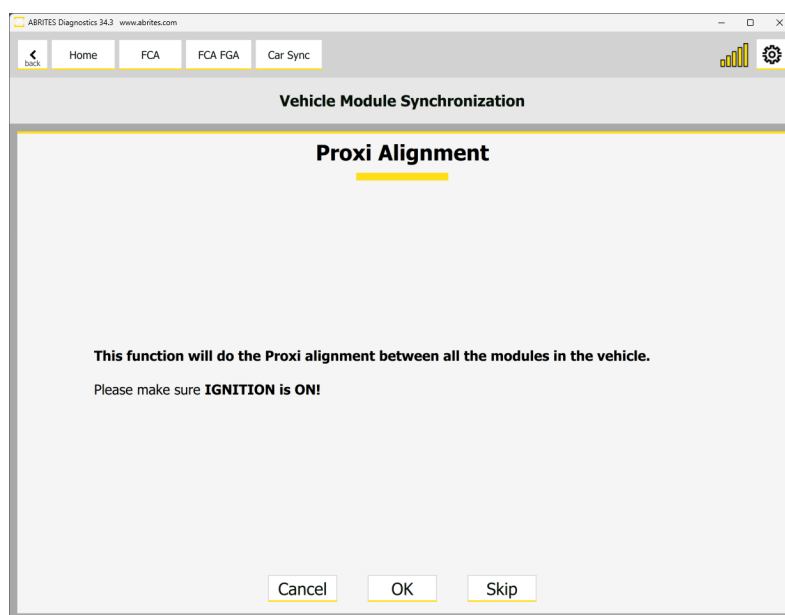 ABRITES Diagnostics 34.3 www.abrites.com
back Home FCA FCA FGA Car Sync
Vehicle Module Synchronization
Proxi Alignment
This function will do the Proxi alignment between all the modules in the vehicle.
Please make sure IGNITION is ON!
Cancel OK Skip